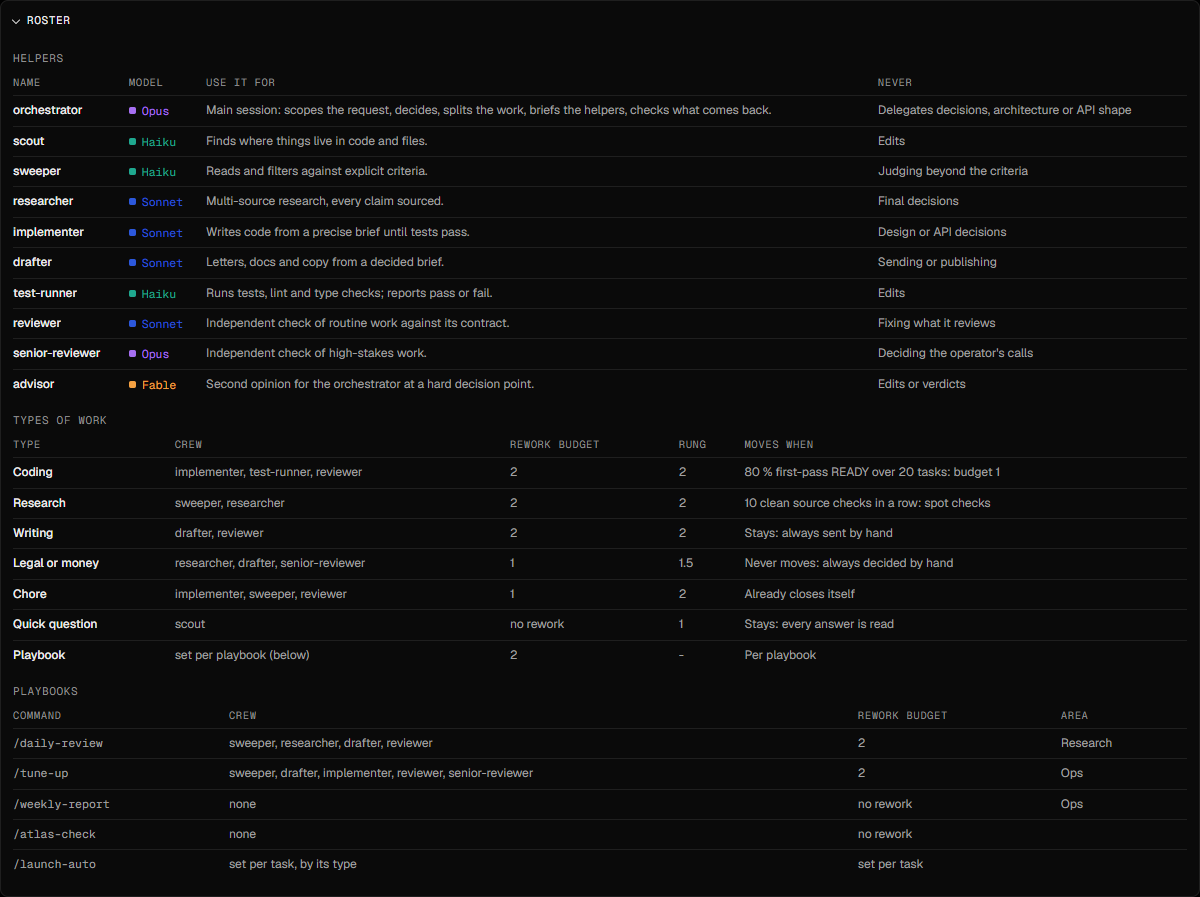 ROSTER
HELPERS
NAME MODEL USE IT FOR NEVER
orchestrator Opus Main session: scopes the request, decides, splits the work, briefs the helpers, checks what comes back. Delegates decisions, architecture or API shape
scout Haiku Finds where things live in code and files. Edits
sweeper Haiku Reads and filters against explicit criteria. Judging beyond the criteria
researcher Sonnet Multi-source research, every claim sourced. Final decisions
implementer Sonnet Writes code from a precise brief until tests pass. Design or API decisions
drafter Sonnet Letters, docs and copy from a decided brief. Sending or publishing
test-runner Haiku Runs tests, lint and type checks; reports pass or fail. Edits
reviewer Sonnet Independent check of routine work against its contract. Fixing what it reviews
senior-reviewer Opus Independent check of high-stakes work. Deciding the operator's calls
advisor Fable Second opinion for the orchestrator at a hard decision point. Edits or verdicts
TYPES OF WORK
TYPE CREW REWORK BUDGET RUNG MOVES WHEN
Coding implementer, test-runner, reviewer 2 2 80 % first-pass READY over 20 tasks: budget 1
Research sweeper, researcher 2 2 10 clean source checks in a row: spot checks
Writing drafter, reviewer 2 2 Stays: always sent by hand
Legal or money researcher, drafter, senior-reviewer 1 1.5 Never moves: always decided by hand
Chore implementer, sweeper, reviewer 1 2 Already closes itself
Quick question scout no rework 1 Stays: every answer is read
Playbook set per playbook (below) 2 - Per playbook
PLAYBOOKS
COMMAND CREW REWORK BUDGET AREA
/daily-review sweeper, researcher, drafter, reviewer 2 Research
/tune-up sweeper, drafter, implementer, reviewer, senior-reviewer 2 Ops
/weekly-report none no rework Ops
/atlas-check none no rework
/launch-auto set per task, by its type set per task